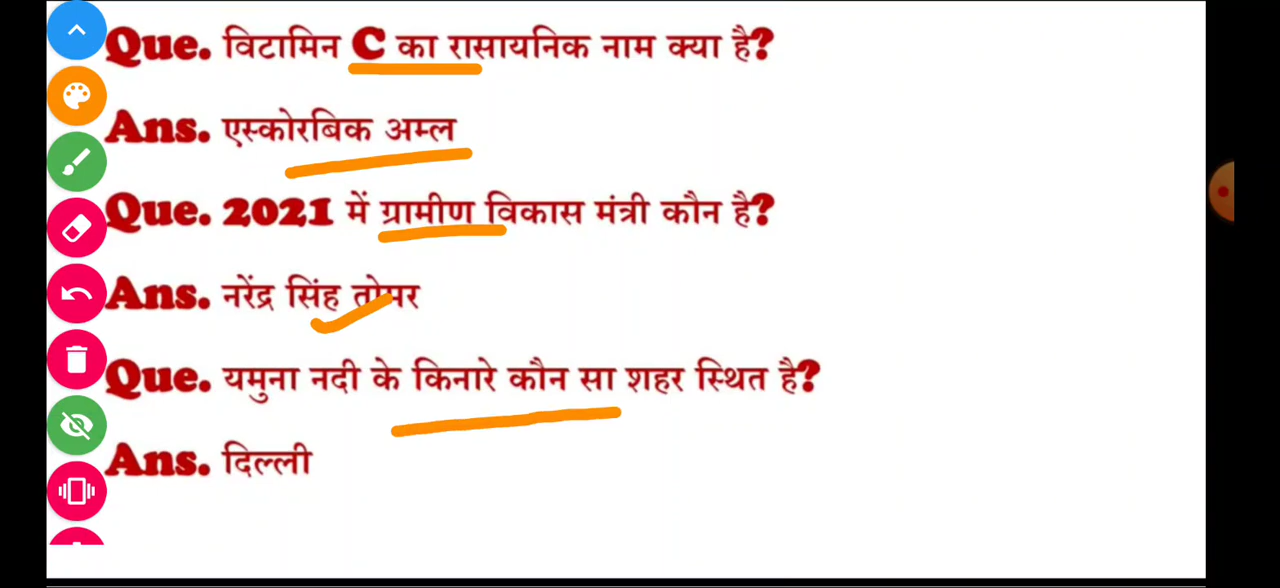 Que. विटामिन C का रासायनिक नाम क्या है?
Ans. एस्कोरबिक अम्ल
Que. 2021 में ग्रामीण विकास मंत्री कौन है?
Ans. नरेंद्र सिंह तोमर
Que. यमुना नदी के किनारे कौन सा शहर स्थित है?
Ans. दिल्ली